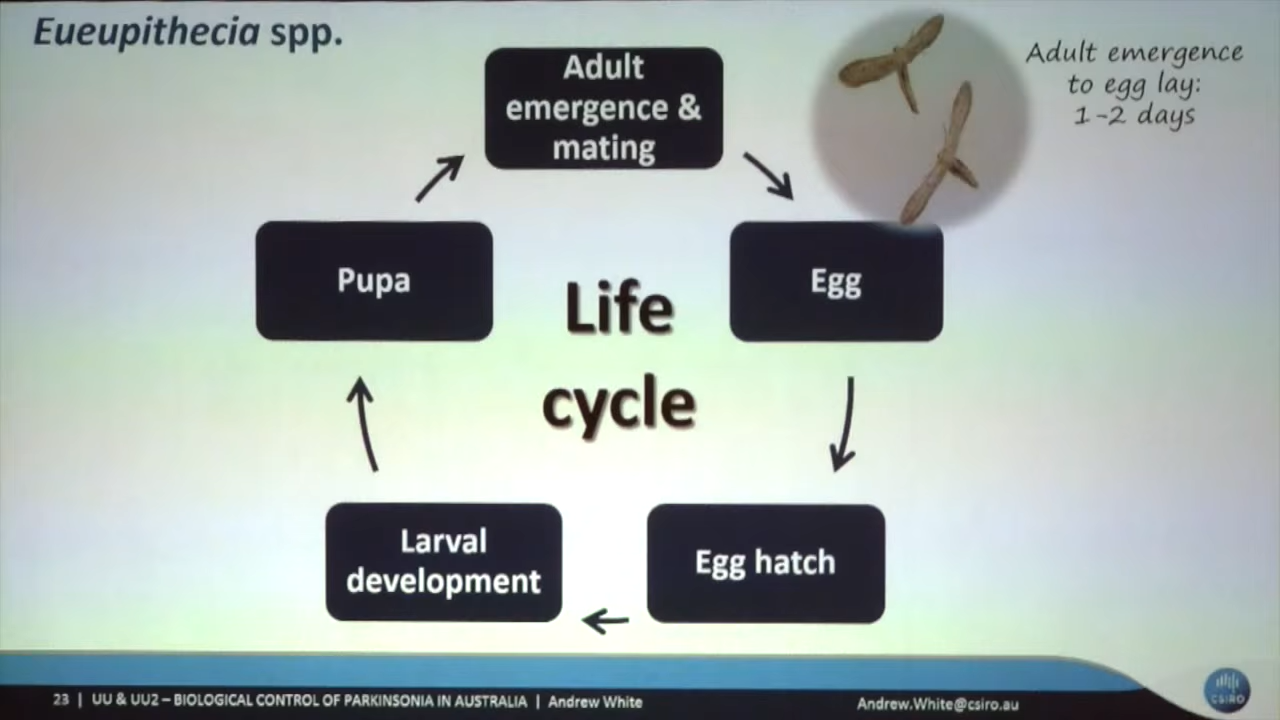 Eueupithecia spp.
Adult
emergence &
mating
Adult emergence
to egg lay:
1-2 days
Pupa
Egg
Life
cycle
Larval
development
Egg hatch
23 | UU & UU2 – BIOLOGICAL CONTROL OF PARKINSONIA IN AUSTRALIA | Andrew White
Andrew.White@csiro.au
CSIRO